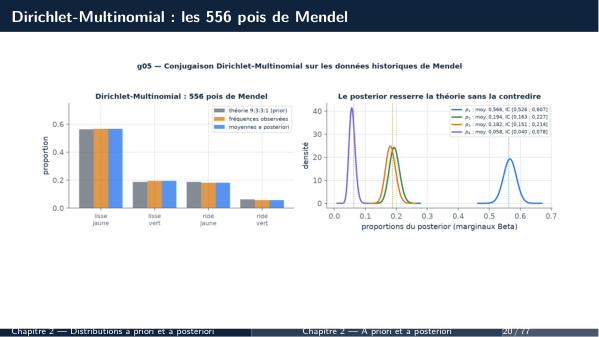 Dirichlet-Multinomial : les 556 pois de Mendel
g05 — Conjugaison Dirichlet–Multinomial sur les données historiques de Mendel
Dirichlet-Multinomial : 556 pois de Mendel
théorie 9:3:3:1 (prior)
fréquences observées
moyennes a posteriori
proportion
0.6
0.4
0.2
0.0
lisse
jaune
lisse
vert
ridé
jaune
ridé
vert
Le posterior resserre la théorie sans la contredire
p₁ : moy. 0,566, IC [0,526 ; 0,607]
p₂ : moy. 0,194, IC [0,163 ; 0,227]
p₃ : moy. 0,182, IC [0,151 ; 0,214]
p₄ : moy. 0,058, IC [0,040 ; 0,078]
densité
40
30
20
10
0
0.0 0.1 0.2 0.3 0.4 0.5 0.6 0.7
proportions du posterior (marginaux Beta)
Chapitre 2 — Distributions a priori et a posteriori
Chapitre 2 — A priori et a posteriori
20 / 77